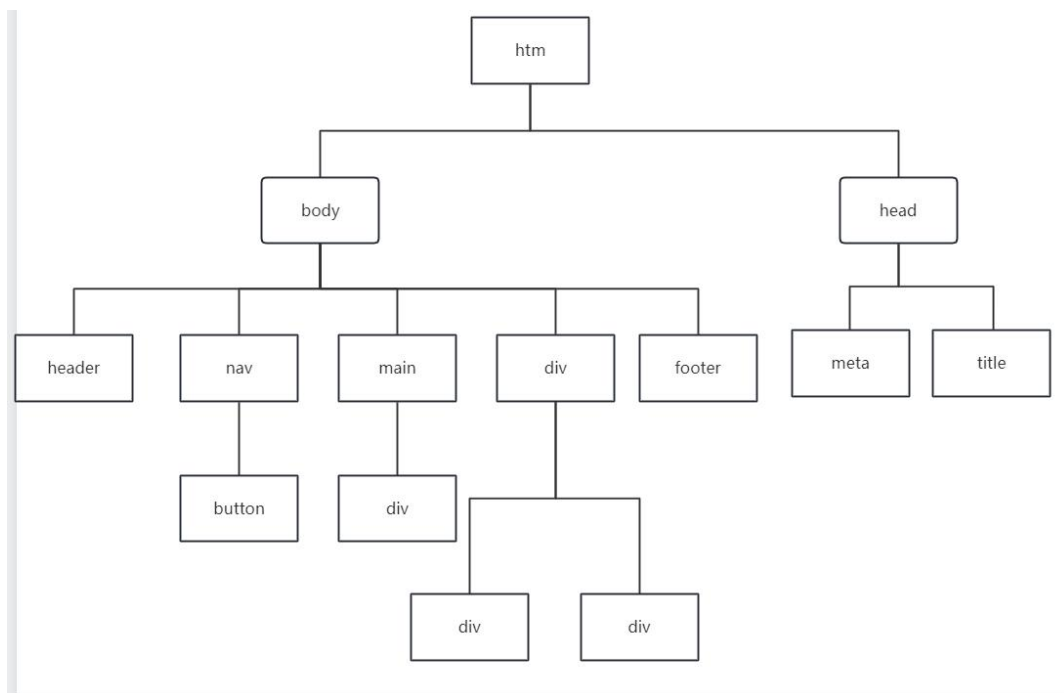 htm
body
head
header
nav
main
div
footer
meta
title
button
div
div
div